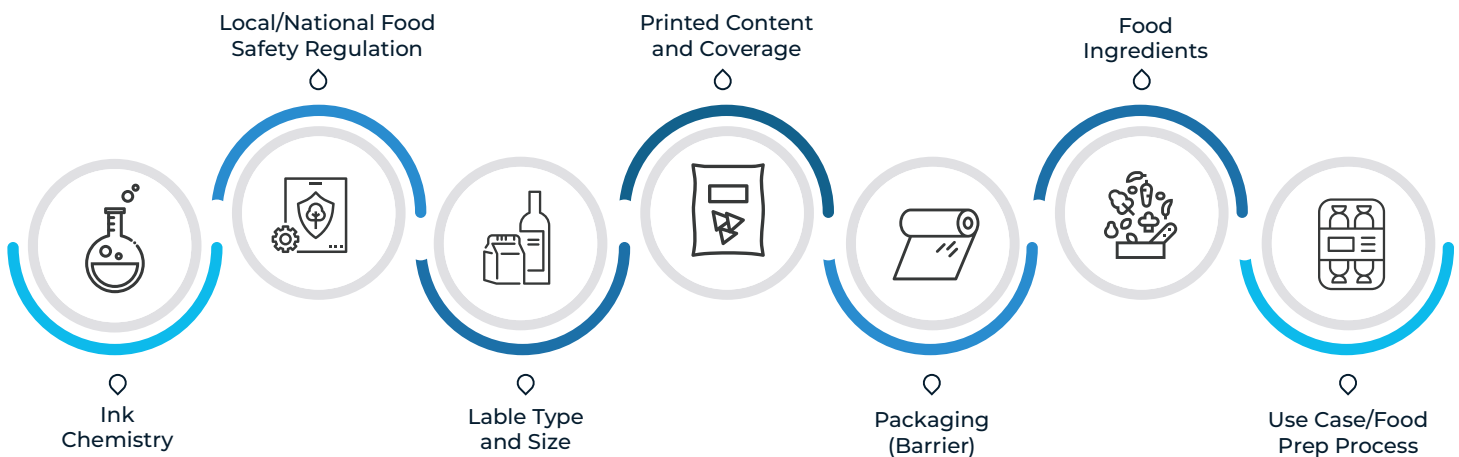 Local/National Food
Safety Regulation
Printed Content
and Coverage
Food
Ingredients
Ink
Chemistry
Lable Type
and Size
Packaging
(Barrier)
Use Case/Food
Prep Process